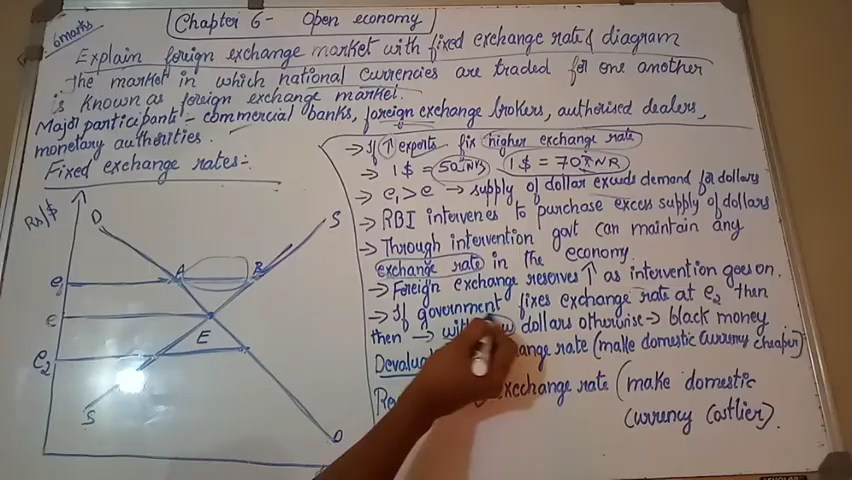 6marks
Chapter 6- Open economy
Explain foreign exchange market with fixed exchange rate & diagram
The market in which national currencies are traded for one another
is known as foreign exchange market.
Major participants - commercial banks, foreign exchange brokers, authorised dealers,
monetary authorities.
Fixed exchange rates:-
Rs/$
D
S
e1
A
B
e
E
e2
S
D
→ If ↑ exports fix higher exchange rate
→ 1$ = 50INR 1$ = 70INR
→ e1 > e → supply of dollar exceeds demand for dollars
→ RBI intervenes to purchase excess supply of dollars
→ Through intervention govt can maintain any
exchange rate in the economy.
→ Foreign exchange reserves ↑ as intervention goes on.
→ If government fixes exchange rate at e2 then
then → dollars otherwise → black money
exchange rate (make domestic currency cheaper)
exechange rate (make domestic
currency costlier).